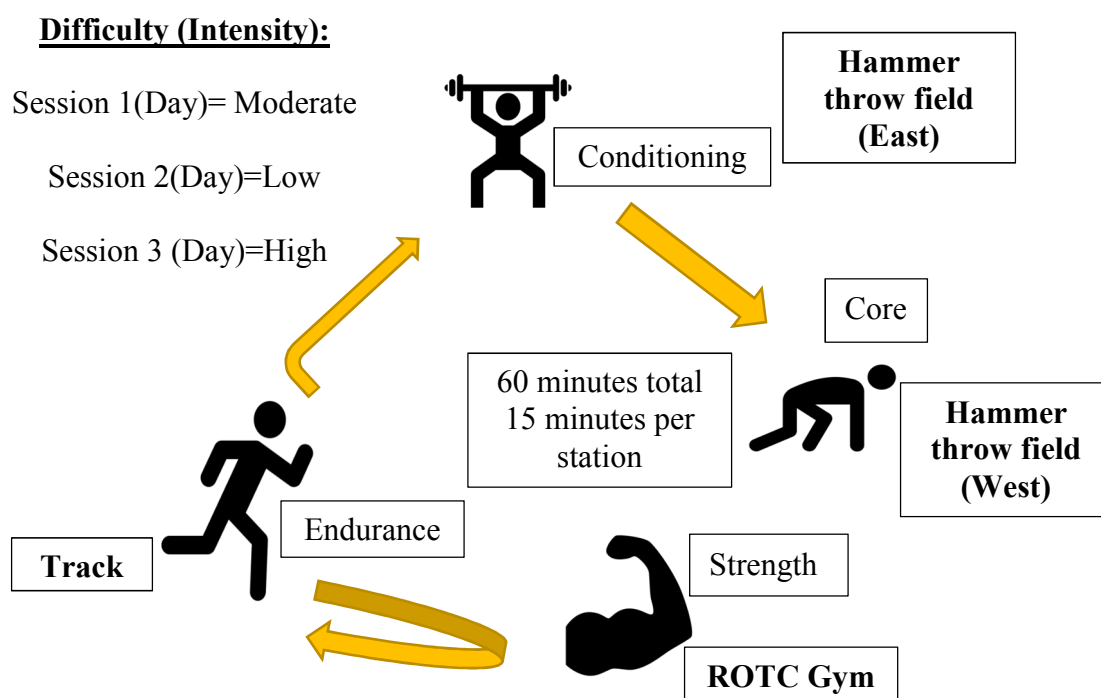 Difficulty (Intensity):
Session 1(Day)= Moderate
Session 2(Day)=Low
Session 3 (Day)=High
Conditioning
Hammer
throw field
(East)
Core
Hammer
throw field
(West)
60 minutes total
15 minutes per
station
Endurance
Track
Strength
ROTC Gym